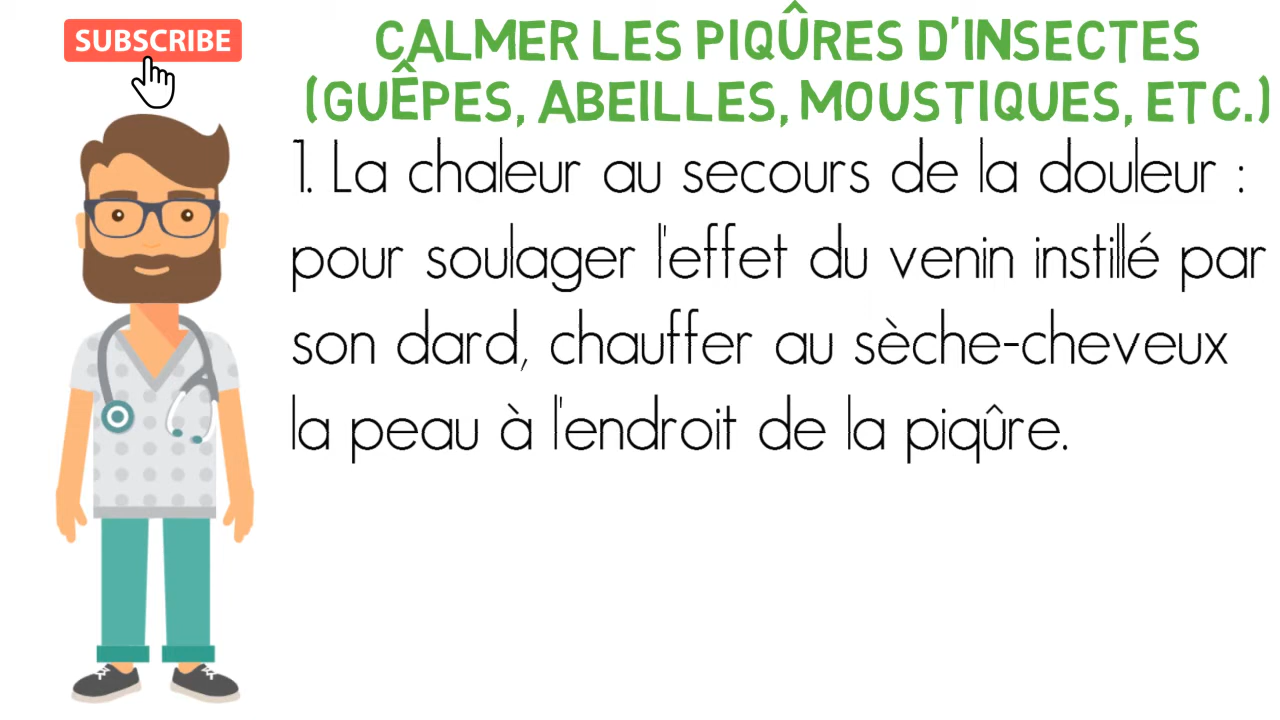 SUBSCRIBE
CALMER LES PIQÛRES D'INSECTES
(GUÊPES, ABEILLES, MOUSTIQUES, ETC.)
1. La chaleur au secours de la douleur :
pour soulager l'effet du venin instillé par
son dard, chauffer au sèche-cheveux
la peau à l'endroit de la piqûre.